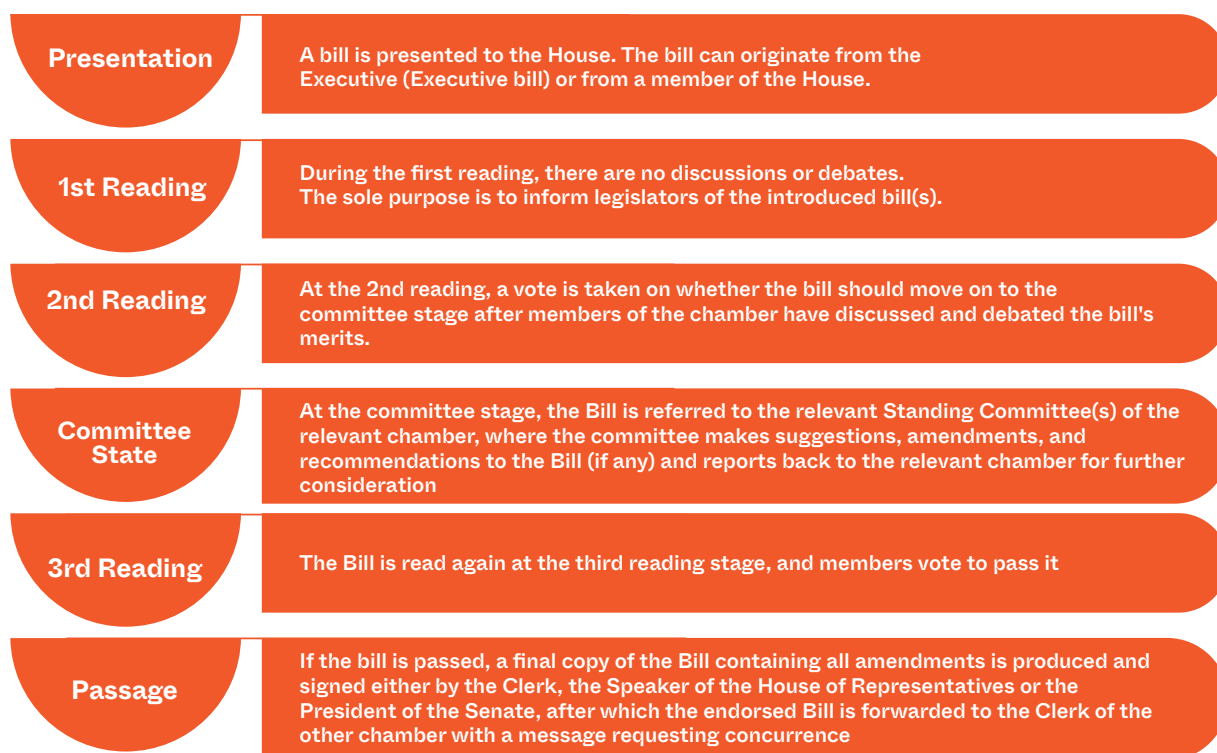 Presentation
A bill is presented to the House. The bill can originate from the
Executive (Executive bill) or from a member of the House.
1st Reading
During the first reading, there are no discussions or debates.
The sole purpose is to inform legislators of the introduced bill(s).
2nd Reading
At the 2nd reading, a vote is taken on whether the bill should move on to the
committee stage after members of the chamber have discussed and debated the bill's
merits.
Committee
State
At the committee stage, the Bill is referred to the relevant Standing Committee(s) of the
relevant chamber, where the committee makes suggestions, amendments, and
recommendations to the Bill (if any) and reports back to the relevant chamber for further
consideration
3rd Reading
The Bill is read again at the third reading stage, and members vote to pass it
Passage
If the bill is passed, a final copy of the Bill containing all amendments is produced and
signed either by the Clerk, the Speaker of the House of Representatives or the
President of the Senate, after which the endorsed Bill is forwarded to the Clerk of the
other chamber with a message requesting concurrence